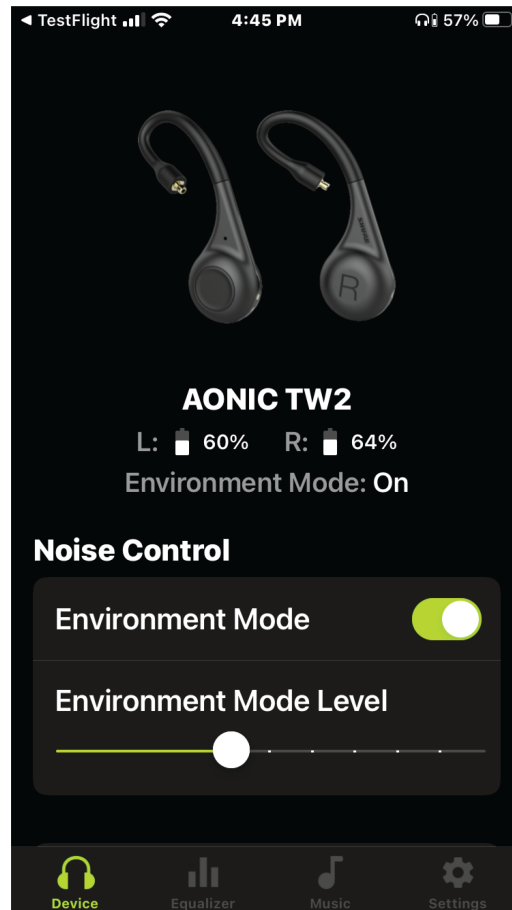 TestFlight 4:45 PM 57%
SHURE
R
AONIC TW2
L: 60% R: 64%
Environment Mode: On
Noise Control
Environment Mode
Environment Mode Level
Device Equalizer Music Settings